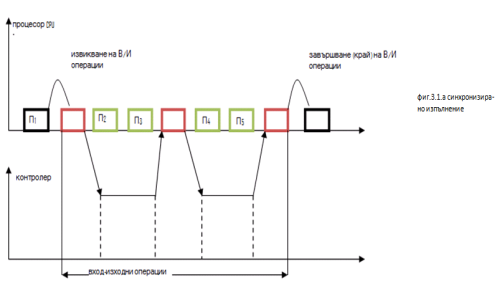 процесор
извикване на В/И
операции
завършване (край) на В/И
операции
фиг.3.1.а синхронизира-
но изпълнение
П1 П2 П3 П4 П5
контролер
вход-изходни операции